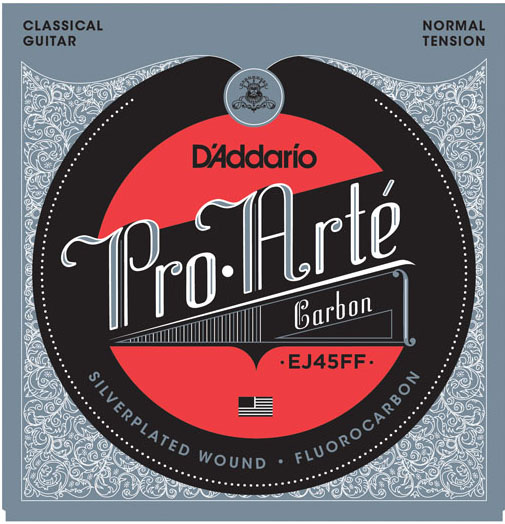 CLASSICAL
GUITAR
NORMAL
TENSION
D'Addario
Pro·Arté
Carbon
·EJ45FF·
SILVERPLATED WOUND • FLUOROCARBON